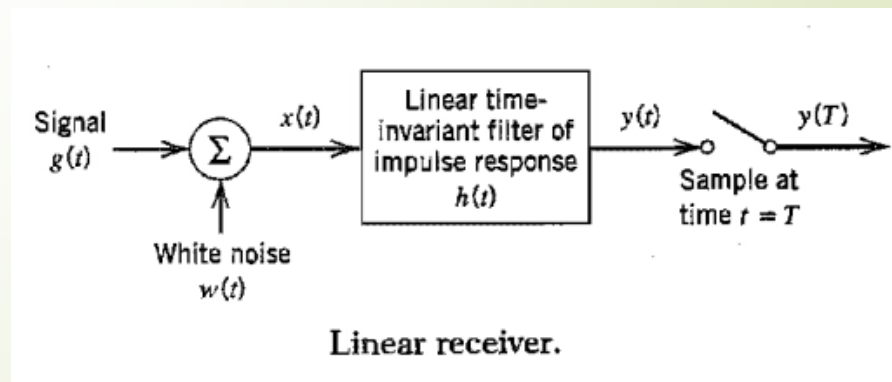 Signal
g(t)
Σ
x(t)
Linear time-
invariant filter of
impulse response
h(t)
y(t)
y(T)
Sample at
time t = T
White noise
w(t)
Linear receiver.